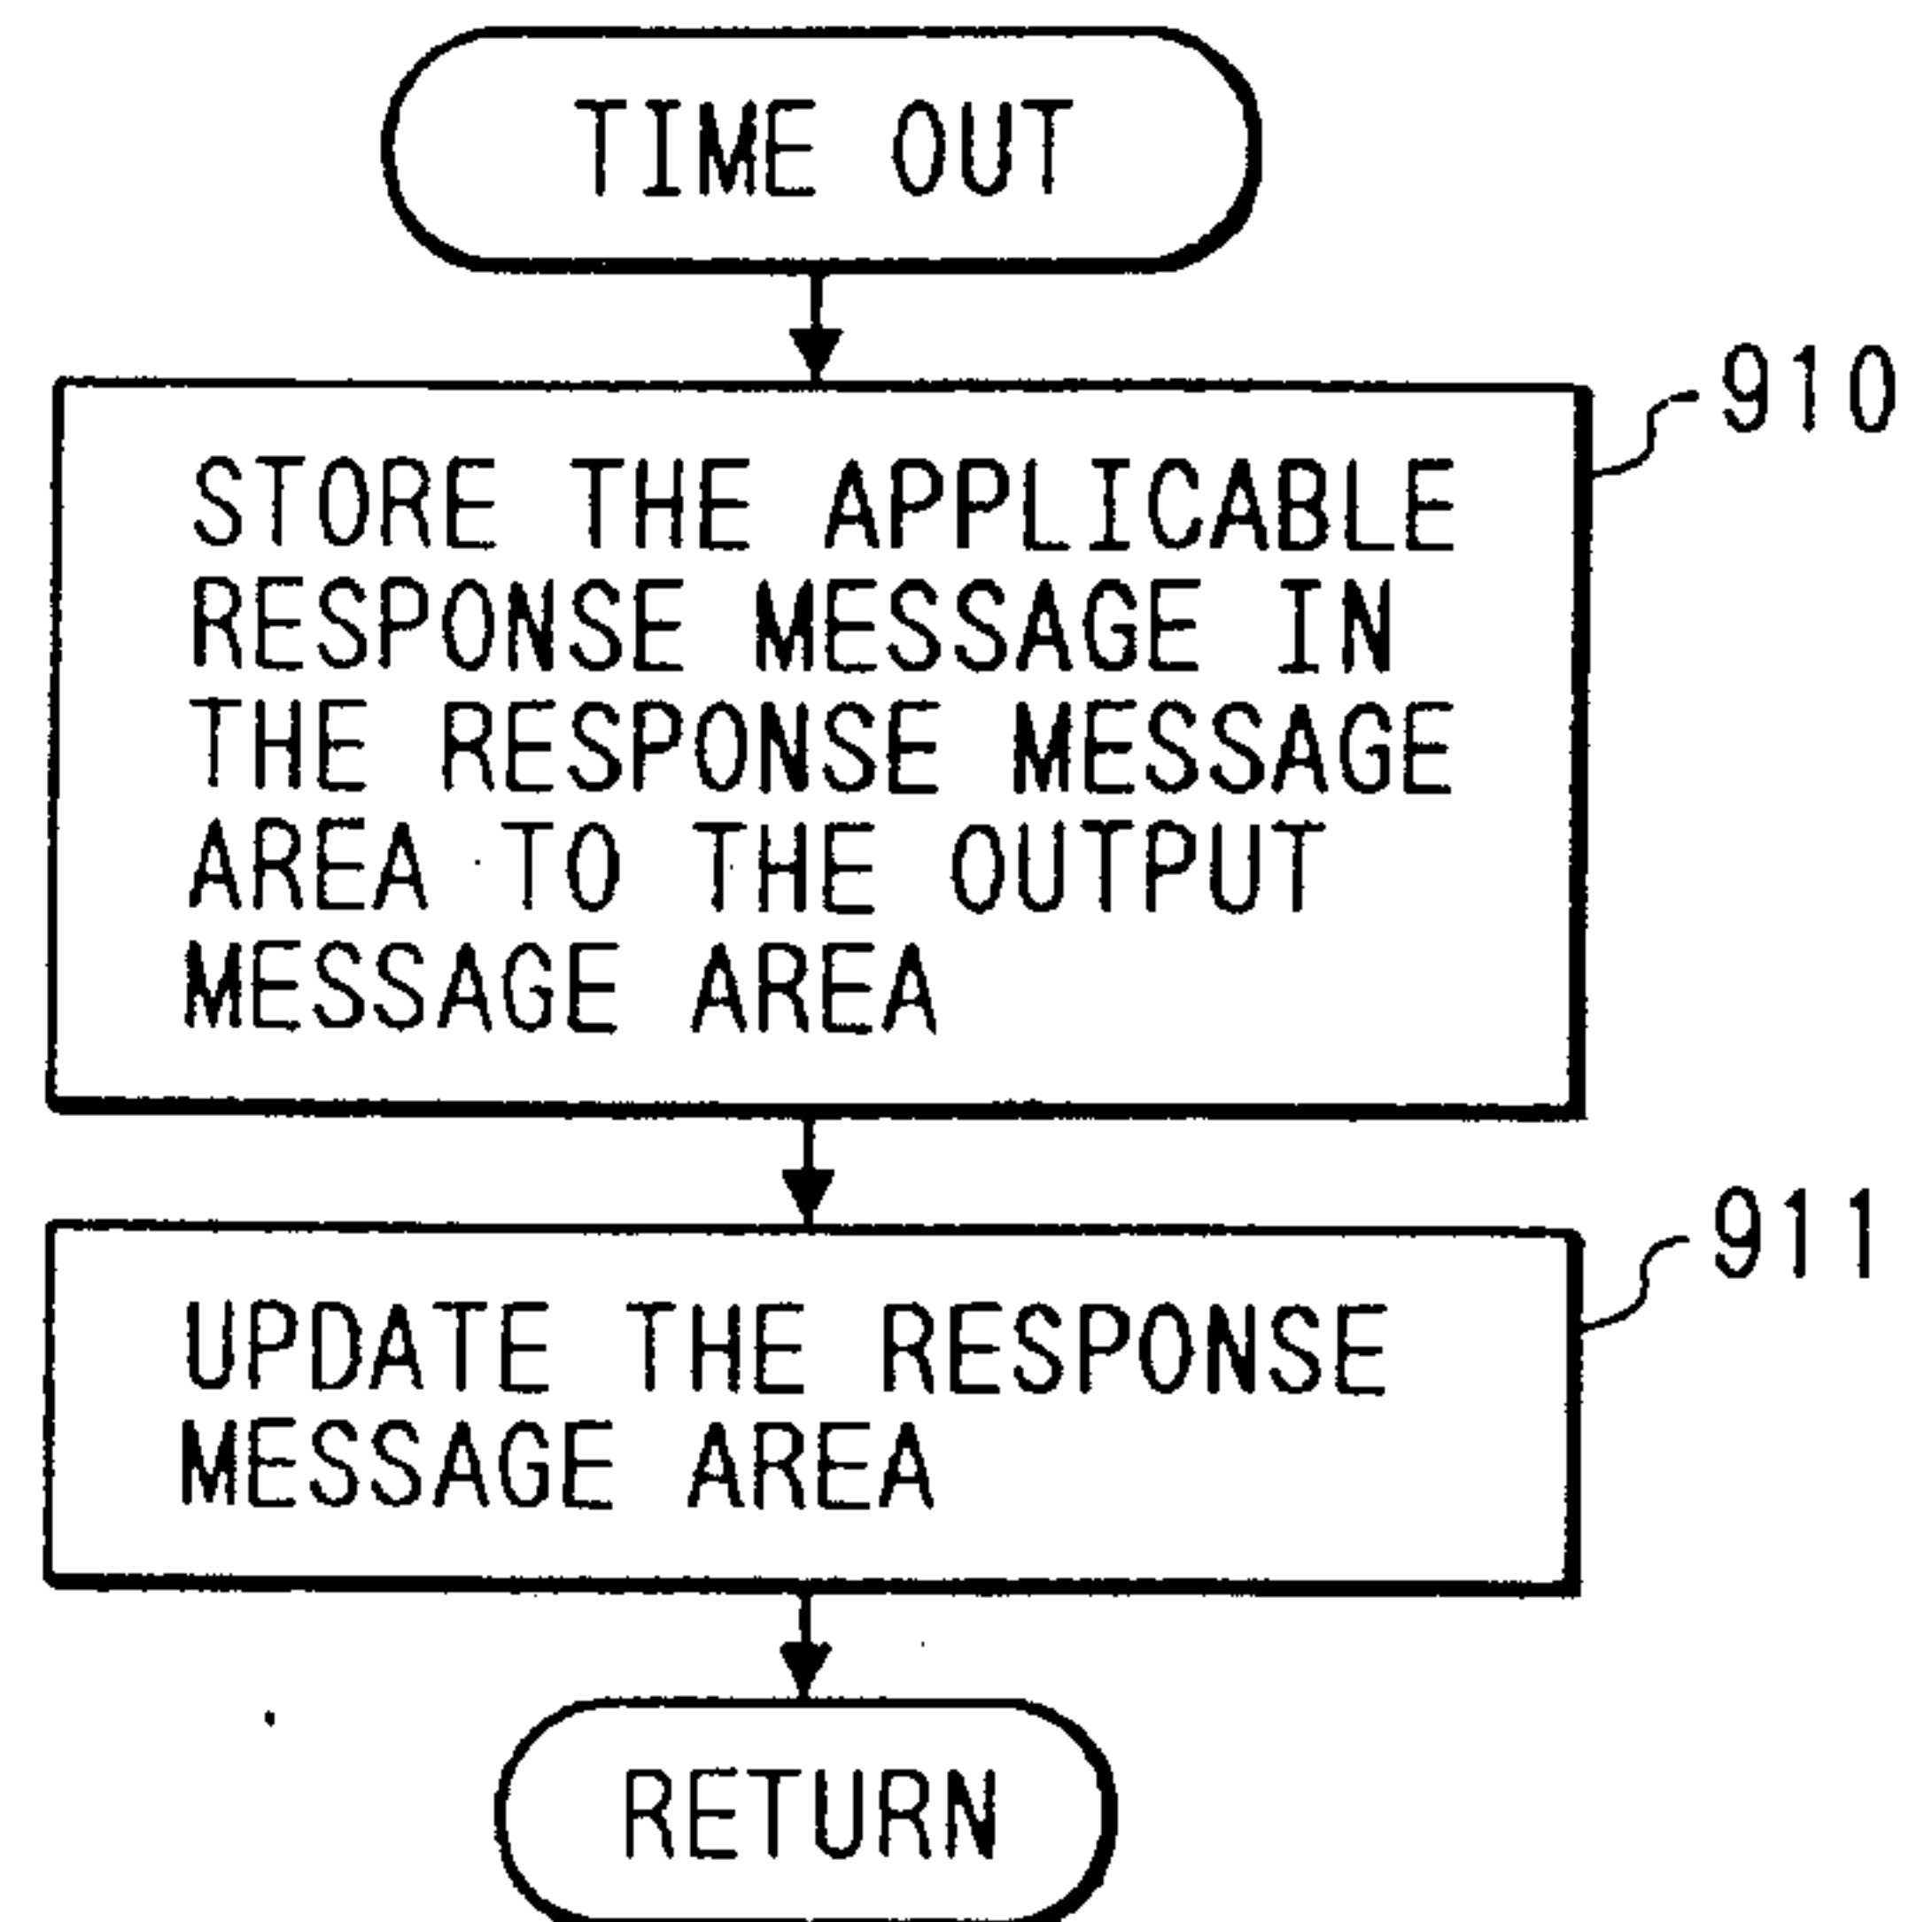 TIME OUT
910
STORE THE APPLICABLE
RESPONSE MESSAGE IN
THE RESPONSE MESSAGE
AREA TO THE OUTPUT
MESSAGE AREA
911
UPDATE THE RESPONSE
MESSAGE AREA
RETURN